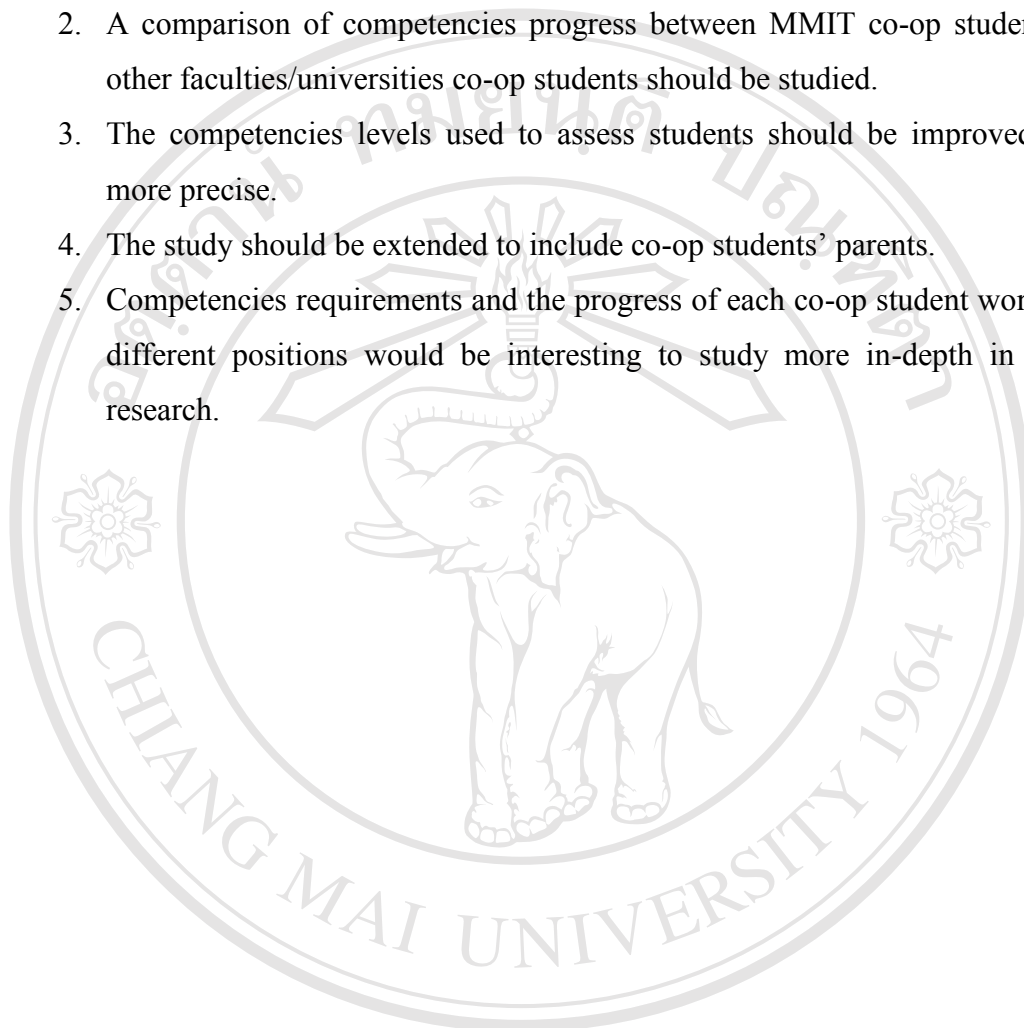 2. A comparison of competencies progress between MMIT co-op
other faculties/universities co-op students should be studied.
3. The competencies levels used to assess students should be
more precise.
4. The study should be extended to include co-op students’ parents.
5. Competencies requirements and the progress of each co-op student
different positions would be interesting to study more in-depth in
research.
CHIANG MAI UNIVERSITY 1964